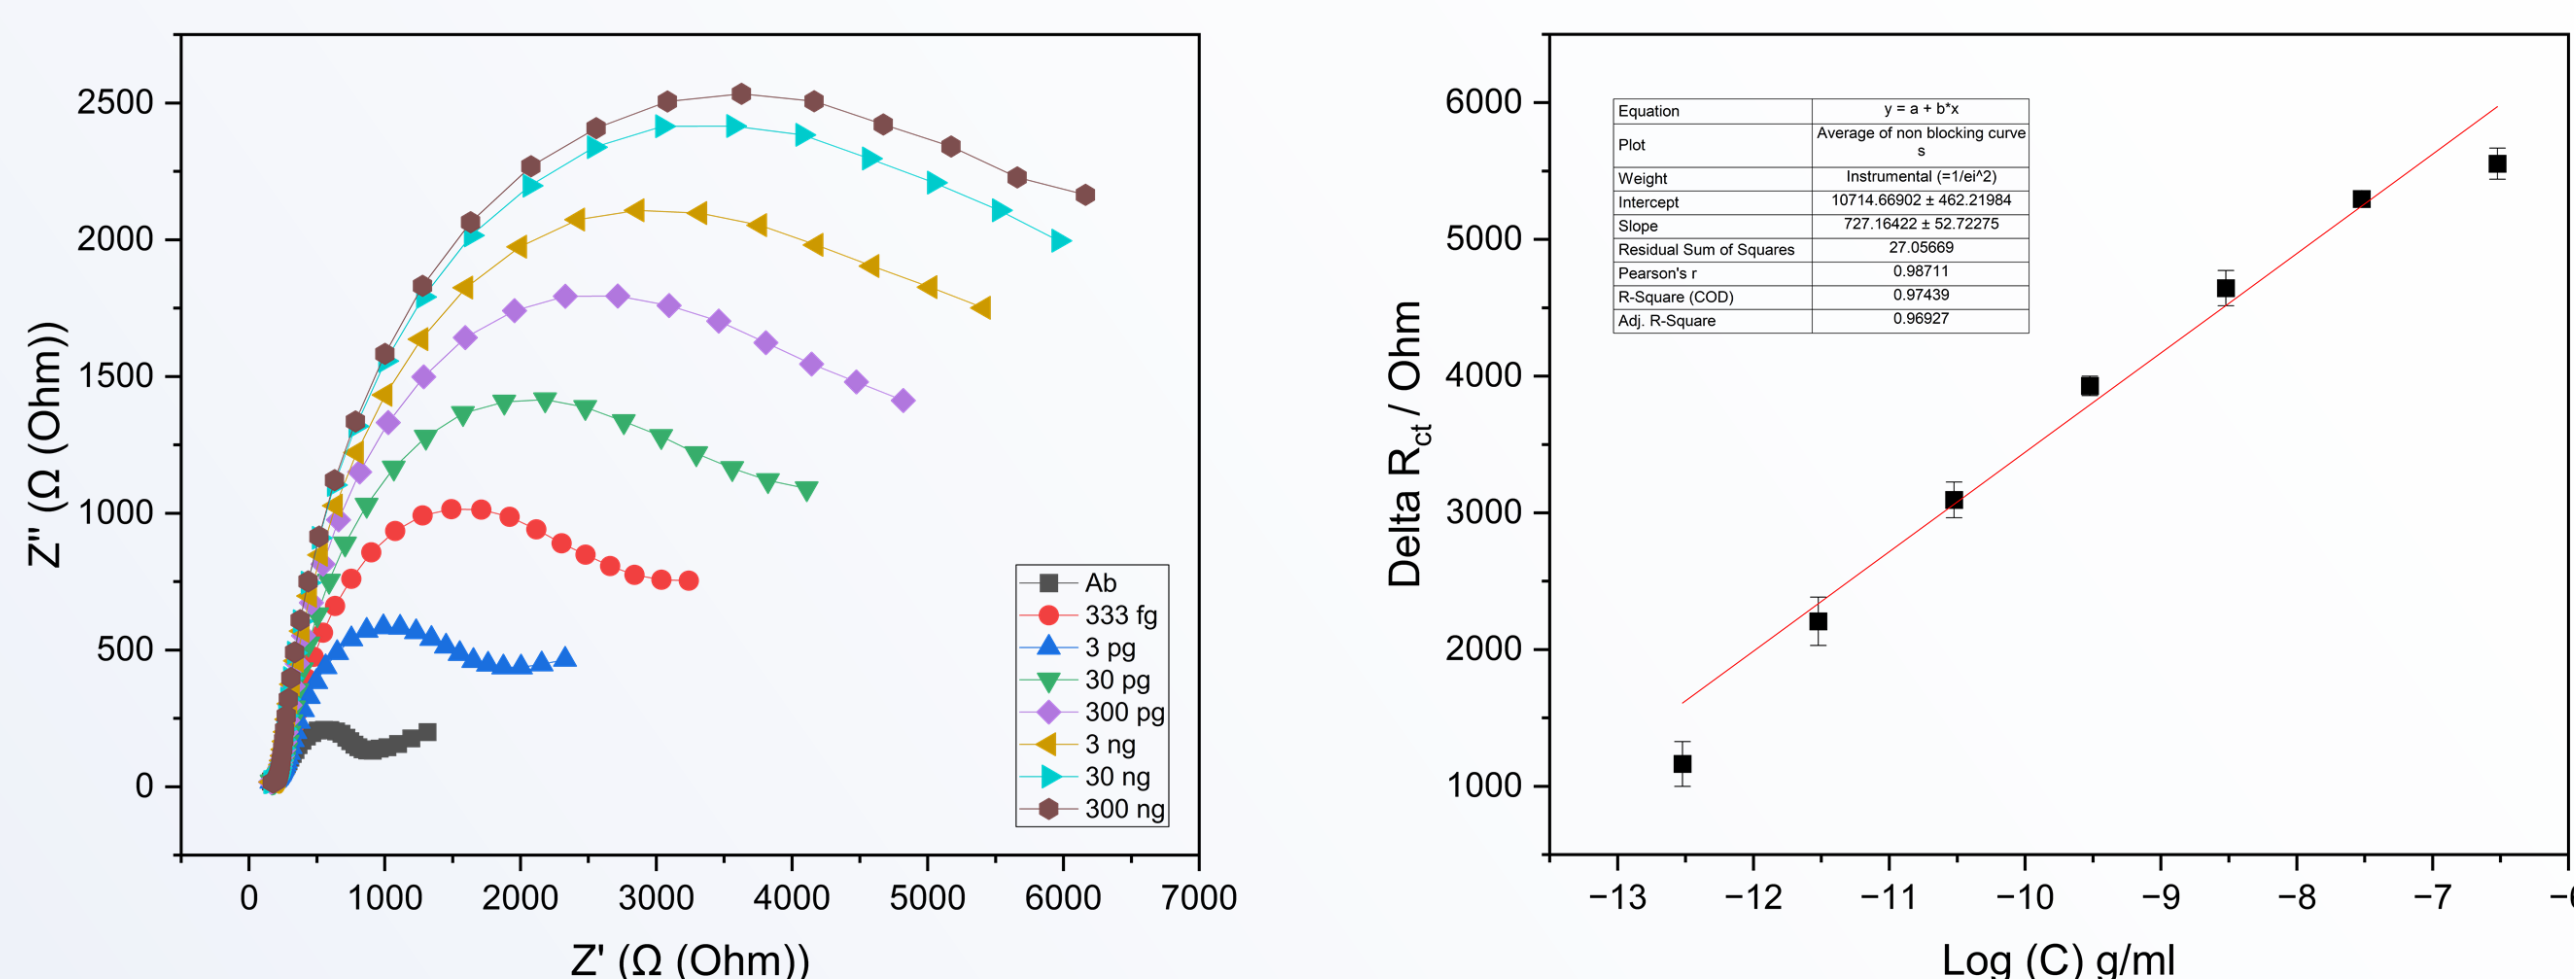 2500
2000
1500
1000
500
0
Z" (Ω (Ohm))
0 1000 2000 3000 4000 5000 6000 7000
Z' (Ω (Ohm))
Ab
333 fg
3 pg
30 pg
300 pg
3 ng
30 ng
300 ng
6000
5000
4000
3000
2000
1000
Delta Rct / Ohm
−13 −12 −11 −10 −9 −8 −7
Log (C) g/ml
Equation y = a + b*x
Plot Average of non blocking curve
s
Weight Instrumental (=1/ei^2)
Intercept 10714.66902 ± 462.21984
Slope 727.16422 ± 52.72275
Residual Sum of Squares 27.05669
Pearson's r 0.98711
R-Square (COD) 0.97439
Adj. R-Square 0.96927